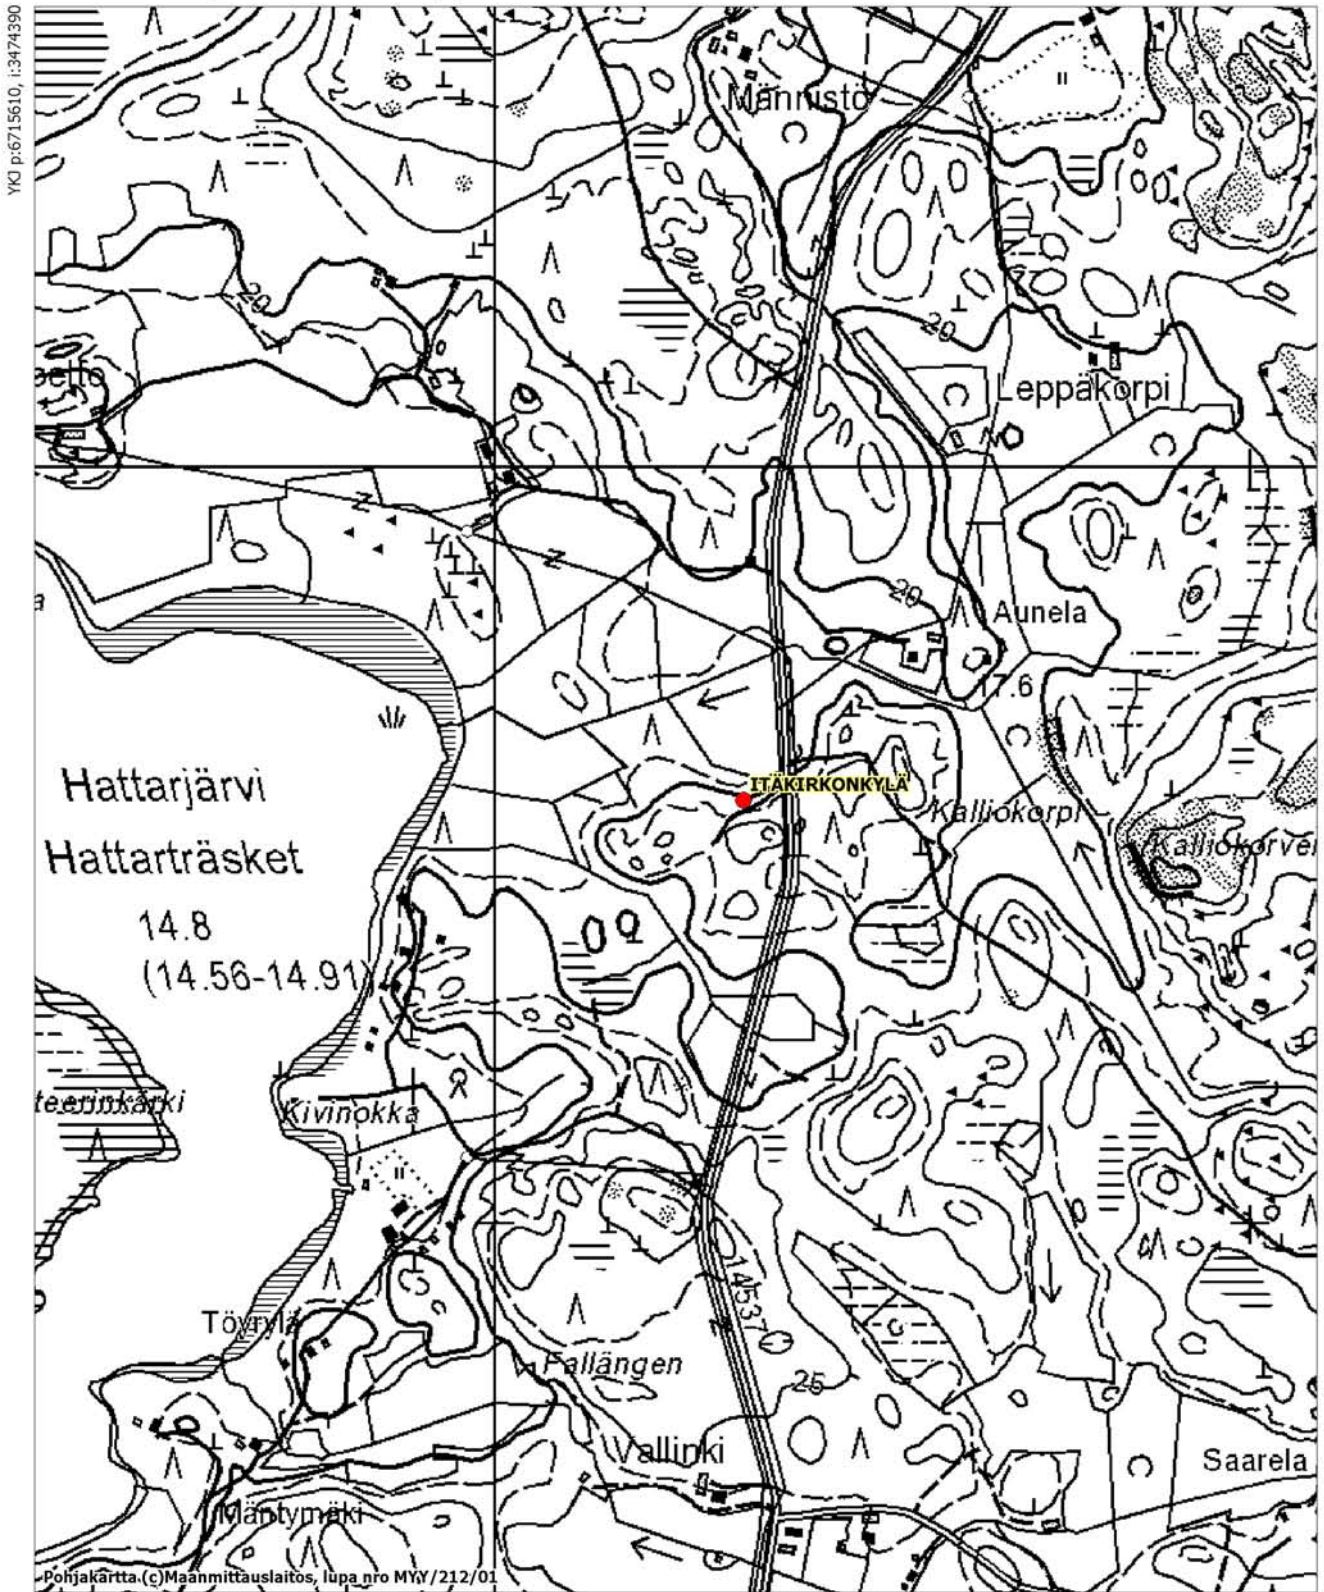 YKJ p:6715610, i:3474390
Männistö
20
20
Leppäkorpi
20
Aunela
17.6
Hattarjärvi
Hattarträsket
14.8
(14.56-14.91)
ITÄKIRKONKYLÄ
Kalliokorpi
Kalliokorven
teerinkärki
Kivinokka
14537
Töyrylä
Fallängen
25
Vallinki
Saarela
Mäntymäki
Pohjakartta (c)Maanmittauslaitos, lupa nro MYY/212/01